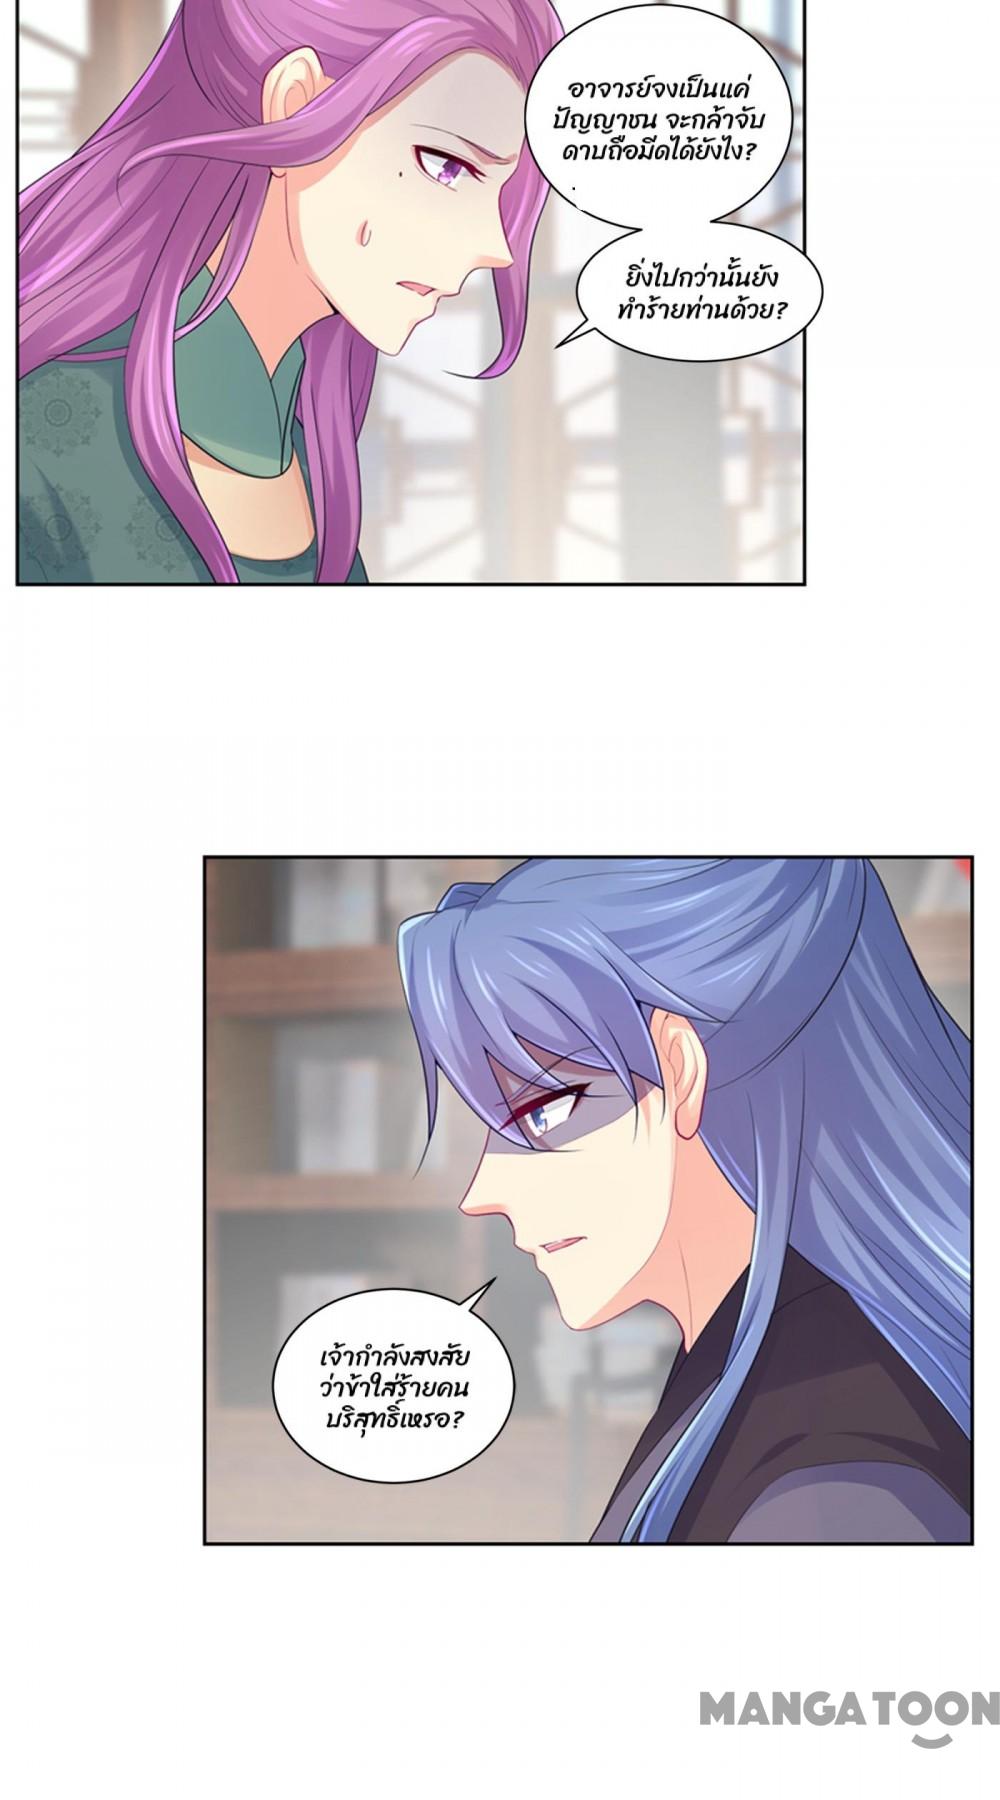 อาจารย์จงเป็นแค่
ปัญญาชน จะกล้าจับ
ดาบถือมีดได้ยังไง?
ยิ่งไปกว่านั้นยัง
ทำร้ายท่านด้วย?
เจ้ากำลังสงสัย
ว่าข้าใส่ร้ายคน
บริสุทธิ์เหรอ?
MANGATOON